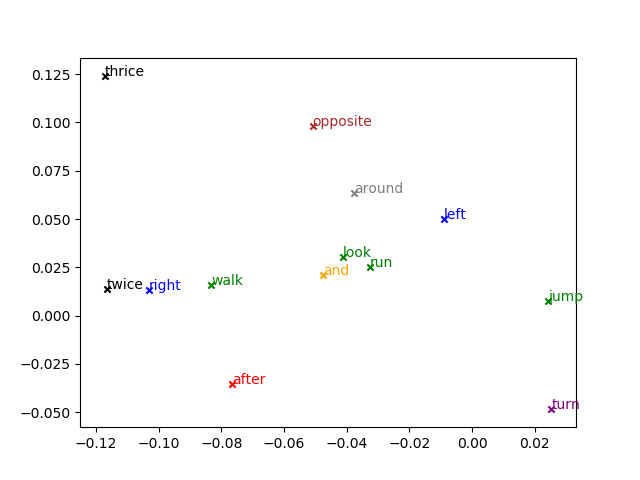 thrice
opposite
around
left
look
run
and
walk
twice
right
jump
after
turn
0.125
0.100
0.075
0.050
0.025
0.000
−0.025
−0.050
−0.12 −0.10 −0.08 −0.06 −0.04 −0.02 0.00 0.02